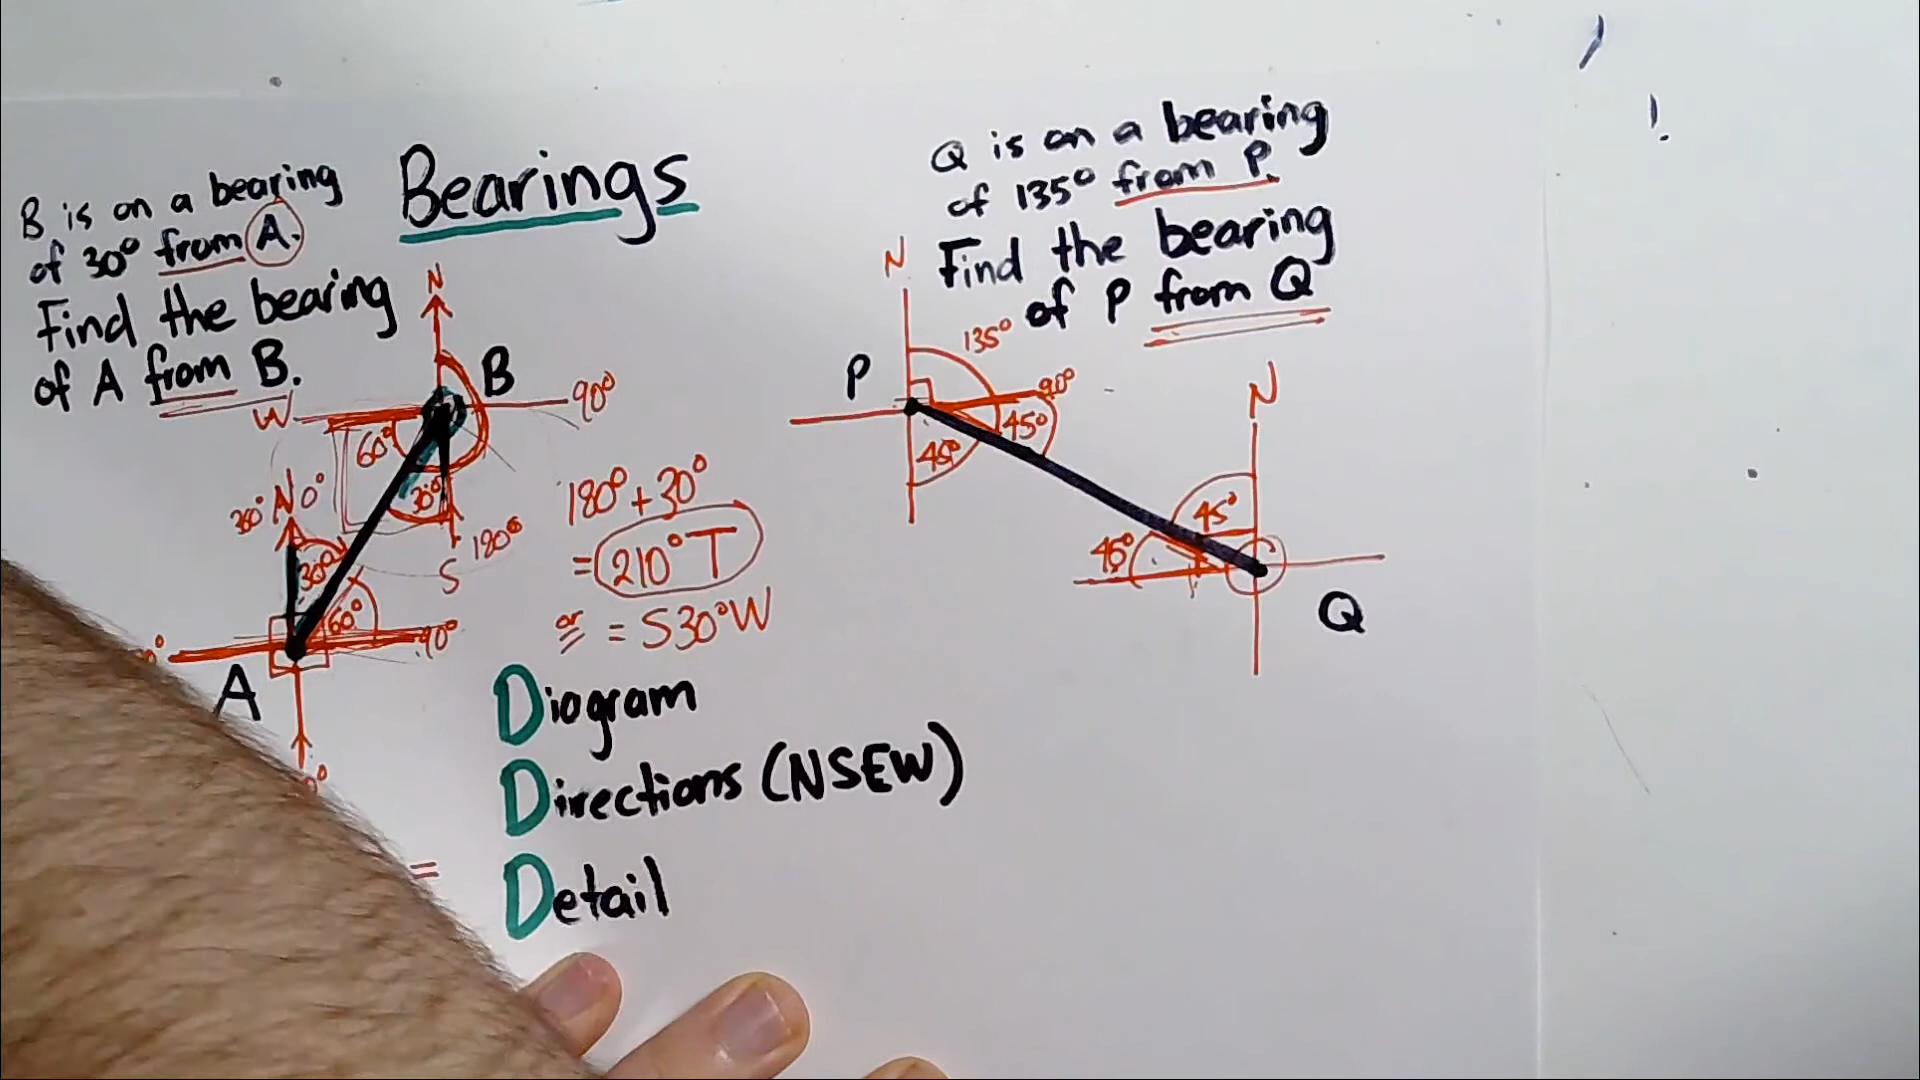 Bearings
B is on a bearing
of 30° from A.
Find the bearing
of A from B.
N
B
W
90°
60°
30°
360° N 0°
180°
S
30°
60°
90°
A
180° + 30°
= 210° T
or = S30°W
Diagram
Directions (NSEW)
Detail
Q is on a bearing
of 135° from P.
Find the bearing
of P from Q
N
135°
P
90°
45°
45°
N
45°
45°
Q